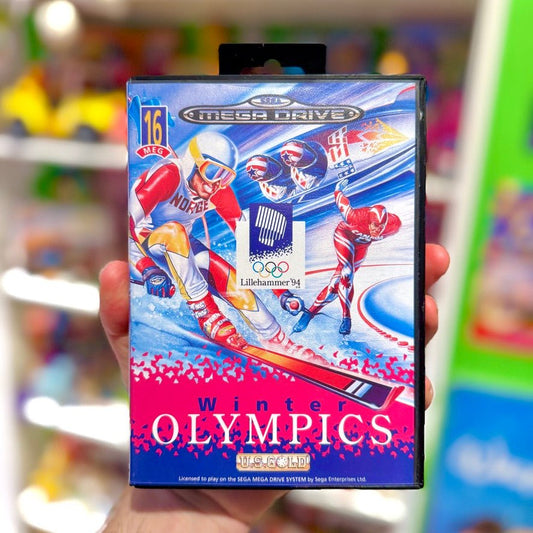 SEGA
MEGA DRIVE
16
MEG
NORGE
Lillehammer'94
Winter
OLYMPICS
U.S. GOLD
Licensed to play on the SEGA MEGA DRIVE SYSTEM by Sega Enterprises Ltd.